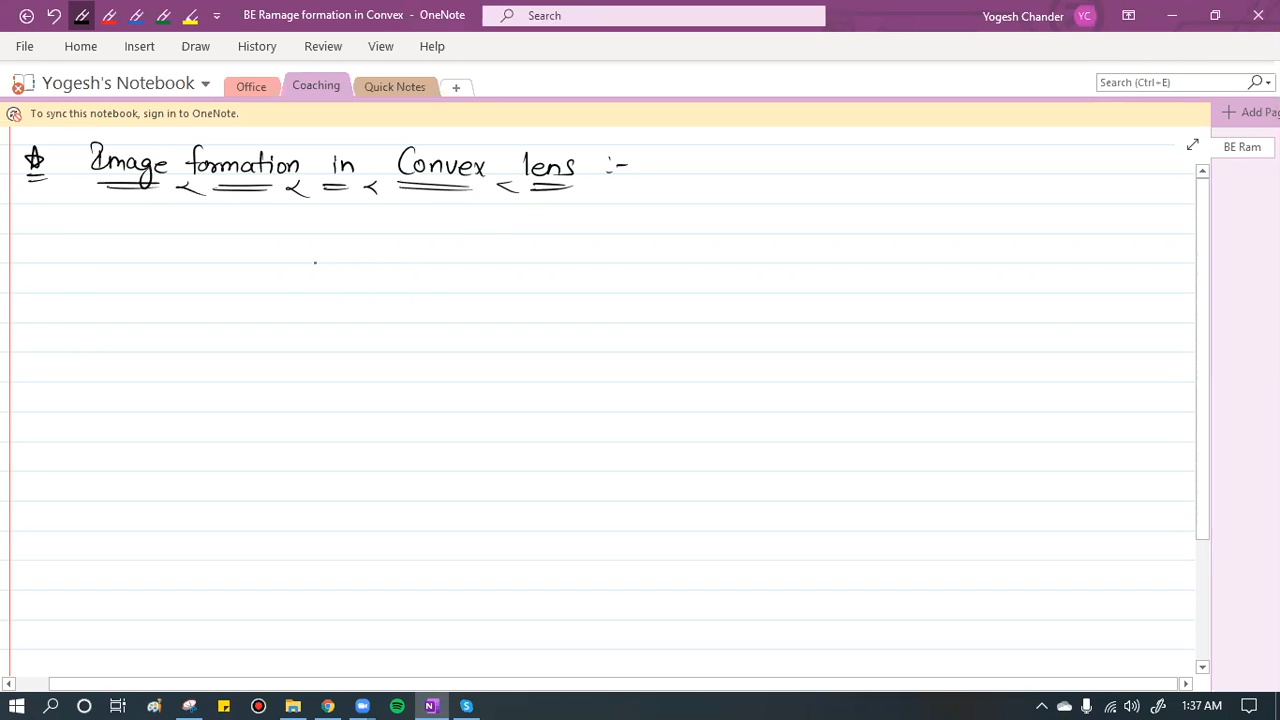 BE Ramage formation in Convex - OneNote
Search
Yogesh Chander YC
File Home Insert Draw History Review View Help
Yogesh's Notebook Office Coaching Quick Notes + Search (Ctrl+E)
To sync this notebook, sign in to OneNote. Add Pag
BE Ram
Image formation in Convex lens :-
1:37 AM